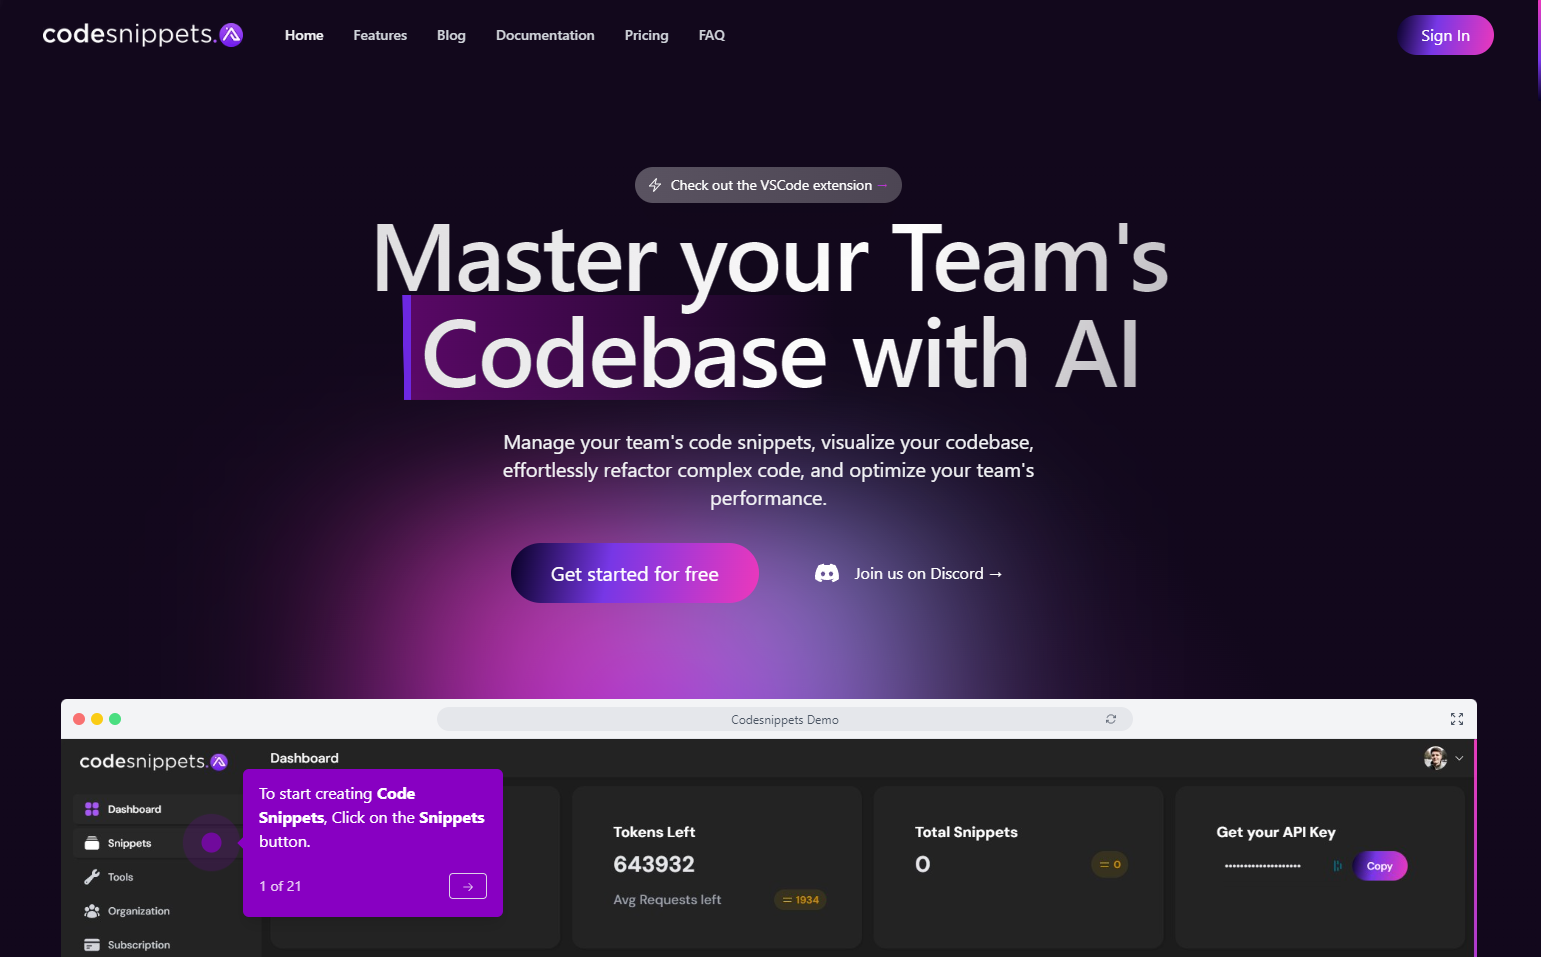 codesnippets.
Home
Features
Blog
Documentation
Pricing
FAQ
Sign In
Check out the VSCode extension →
Master your Team's
Codebase with AI
Manage your team's code snippets, visualize your codebase,
effortlessly refactor complex code, and optimize your team's
performance.
Get started for free
Join us on Discord →
Codesnippets Demo
codesnippets.
Dashboard
Dashboard
Snippets
Tools
Organization
Subscription
To start creating Code
Snippets, Click on the Snippets
button.
1 of 21
→
Tokens Left
643932
Avg Requests left
= 1934
Total Snippets
0
= 0
Get your API Key
••••••••••••••••••••
Copy